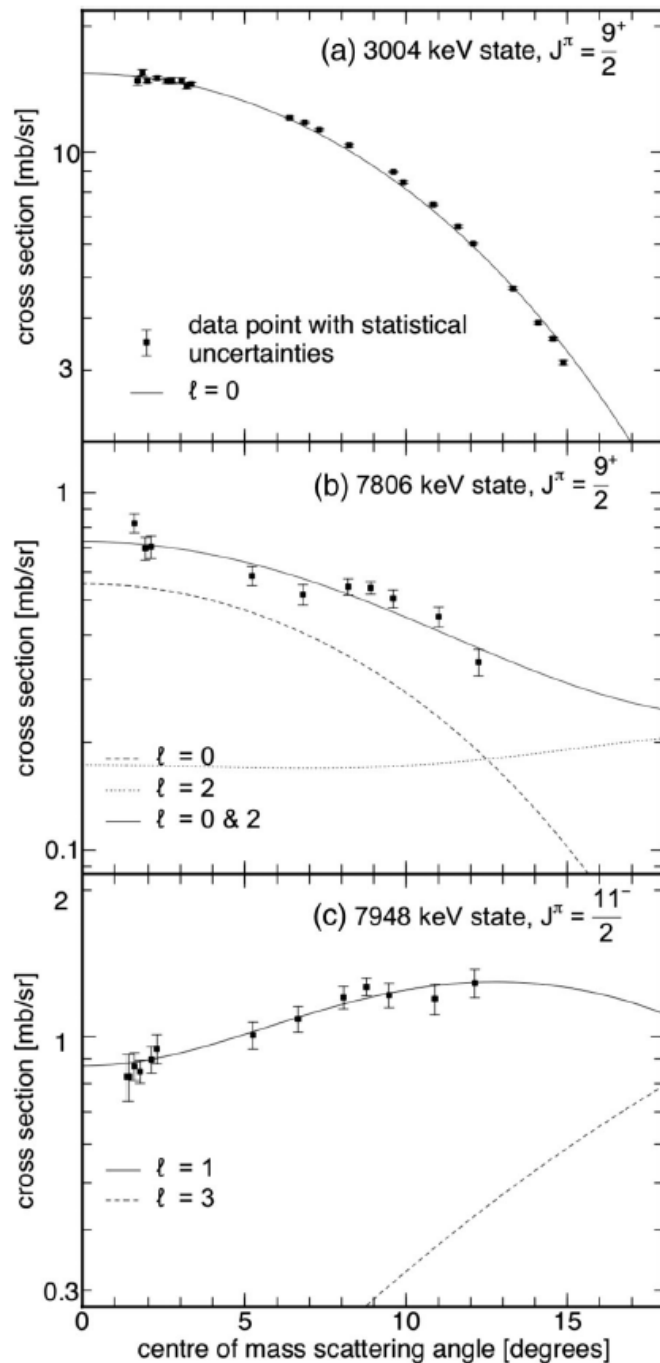 (a) 3004 keV state, J^π = 9/2^+
10
cross section [mb/sr]
data point with statistical
uncertainties
3
ℓ = 0
1
(b) 7806 keV state, J^π = 9/2^+
cross section [mb/sr]
ℓ = 0
ℓ = 2
ℓ = 0 & 2
0.1
2
(c) 7948 keV state, J^π = 11/2^-
cross section [mb/sr]
1
ℓ = 1
ℓ = 3
0.3
0 5 10 15
centre of mass scattering angle [degrees]